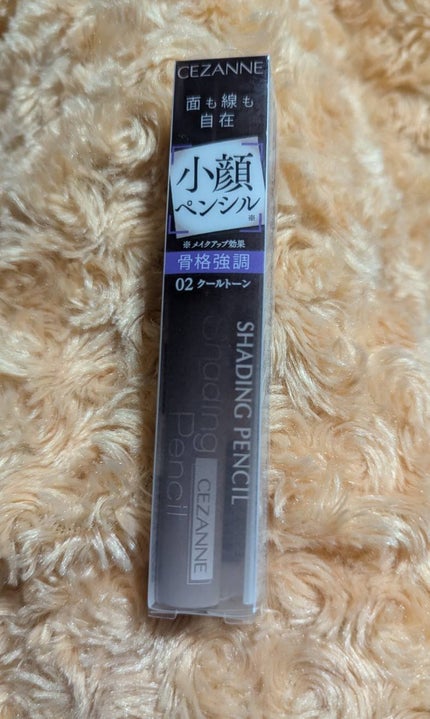 CEZANNE
面も線も
自在
小顔
ペンシル※
※メイクアップ効果
骨格強調
02 クールトーン
SHADING PENCIL
Shading
Pencil
CEZANNE